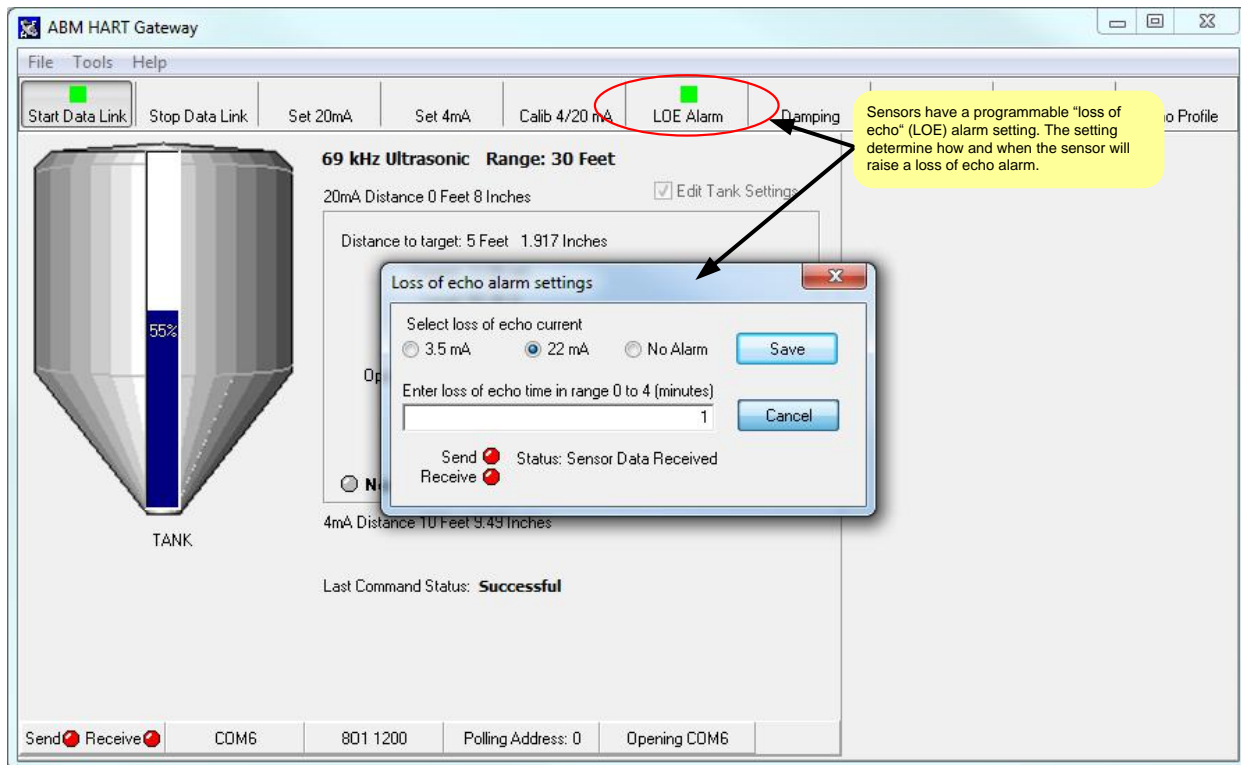 ABM HART Gateway
File Tools Help
Start Data Link Stop Data Link Set 20mA Set 4mA Calib 4/20 mA LOE Alarm Damping o Profile
Sensors have a programmable “loss of
echo“ (LOE) alarm setting. The setting
determine how and when the sensor will
raise a loss of echo alarm.
69 kHz Ultrasonic Range: 30 Feet
20mA Distance 0 Feet 8 Inches
Edit Tank Settings
Distance to target: 5 Feet 1.917 Inches
Loss of echo alarm settings
Select loss of echo current
3.5 mA 22 mA No Alarm Save
Enter loss of echo time in range 0 to 4 (minutes)
1 Cancel
Send Status: Sensor Data Received
Receive
55%
TANK
4mA Distance 10 Feet 9.49 Inches
Last Command Status: Successful
Send Receive COM6 8O1 1200 Polling Address: 0 Opening COM6